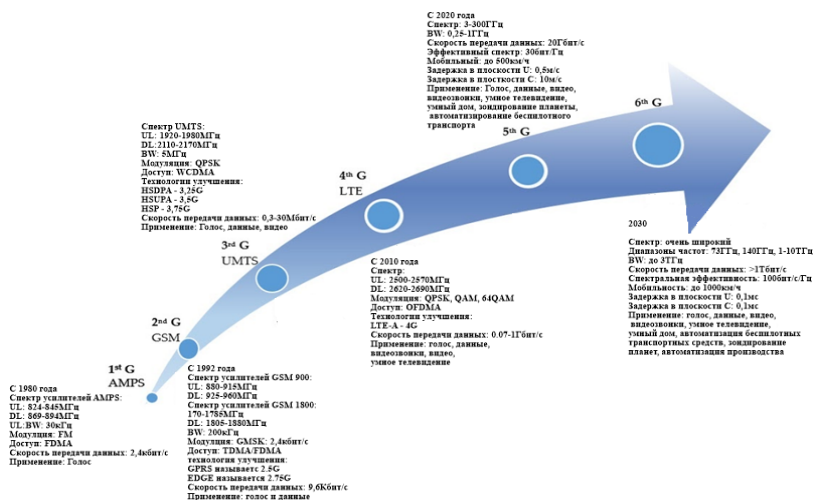 1st G
AMPS
С 1980 года
Спектр усилителей AMPS:
UL: 824-845МГц
DL: 869-894МГц
UL:BW: 30кГц
Модуляция: FM
Доступ: FDMA
Скорость передачи данных: 2,4кбит/с
Применение: Голос
2nd G
GSM
С 1992 года
Спектр усилителей GSM 900:
UL: 880-915МГц
DL: 925-960МГц
Спектр усилителей GSM 1800:
170-1785МГц
DL: 1805-1880МГц
BW: 200кГц
Модуляция: GMSK: 2,4кбит/с
Доступ: TDMA/FDMA
технология улучшения:
GPRS называетс 2.5G
EDGE называется 2.75G
Скорость передачи данных: 9,6Кбит/с
Применение: голос и данные
3rd G
UMTS
Спектр UMTS:
UL: 1920-1980МГц
DL:2110-2170МГц
BW: 5МГц
Модуляция: QPSK
Доступ: WCDMA
Технологии улучшения:
HSDPA - 3,25G
HSUPA - 3,5G
HSP - 3,75G
Скорость передачи данных: 0,3-30Мбит/с
Применение: Голос, данные, видео
4th G
LTE
С 2010 года
Спектр:
UL: 2500-2570МГц
DL: 2620-2690МГц
Модуляция: QPSK, QAM, 64QAM
Доступ: OFDMA
Технологии улучшения:
LTE-A - 4G
Скорость передачи данных: 0.07-1Гбит/с
Применение: голос, данные,
видеозвонки, видео,
умное телевидение
5th G
С 2020 года
Спектр: 3-300ГГц
BW: 0,25-1ГГц
Скорость передачи данных: 20Гбит/с
Эффективный спектр: 30бит/Гц
Мобильный: до 500км/ч
Задержка в плоскости U: 0,5м/с
Задержка в плосткости C: 10м/с
Применение: Голос, данные, видео,
видеозвонки, умное телевидение,
умный дом, зондирование планеты,
автоматизирование беспилотного
транспорта
6th G
2030
Спектр: очень широкий
Диапазоны частот: 73ГГц, 140ГГц, 1-10ТГц
BW: до 3ТГц
Скорость передачи данных: >1Тбит/с
Спектральная эффективность: 100бит/с/Гц
Мобильность: до 1000км/ч
Задержка в плоскости U: 0,1мс
Задержка в плоскости C: 0,1мс
Применение: голос, данные, видео,
видеозвонки, умное телевидение,
умный дом, автоматизация беспилотных
транспортных средств, зондирование
планет, автоматизация производства